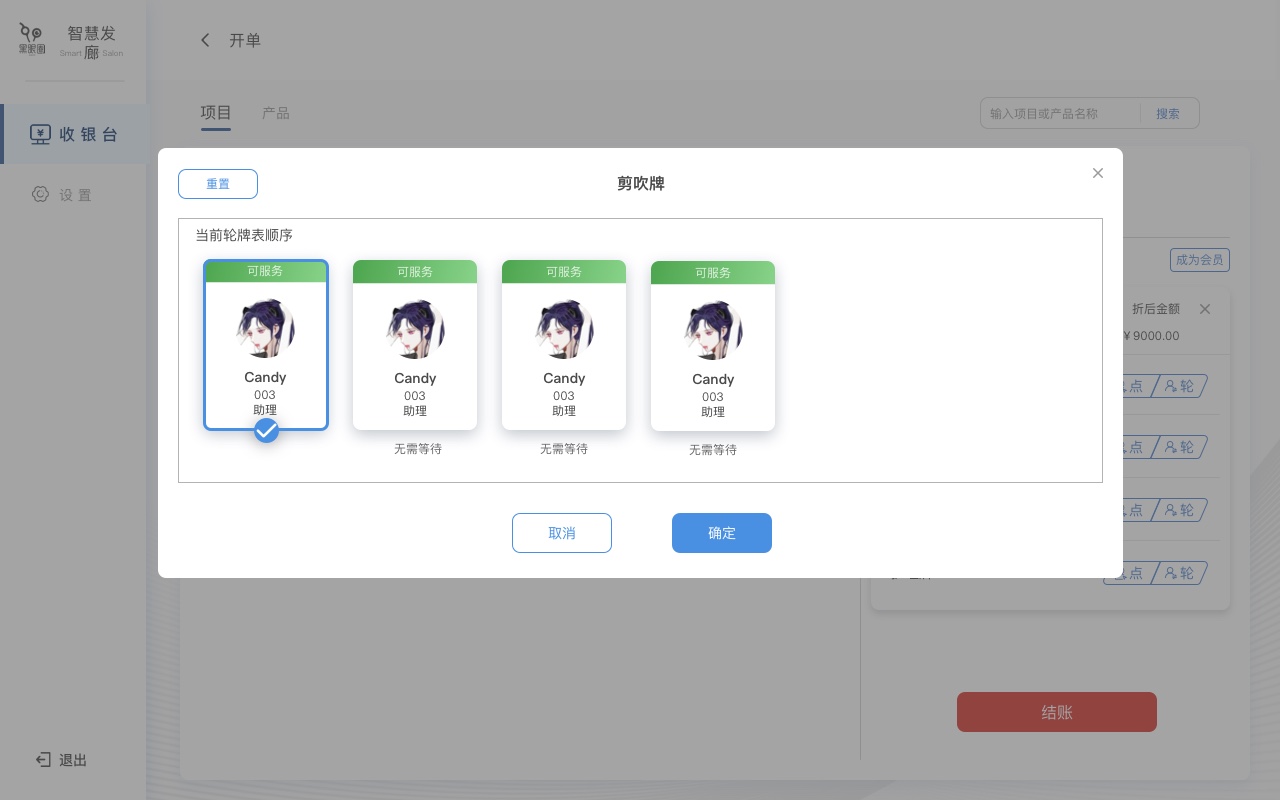 智慧发
Smart 廊 Salon
黑眼圈
开单
项目
产品
输入项目或产品名称
搜索
收银台
设置
重置
剪吹牌
当前轮牌表顺序
可服务
可服务
可服务
可服务
Candy
Candy
Candy
Candy
003
003
003
003
助理
助理
助理
助理
无需等待
无需等待
无需等待
取消
确定
成为会员
折后金额
¥ 9000.00
点
轮
点
轮
点
轮
点
轮
结账
退出